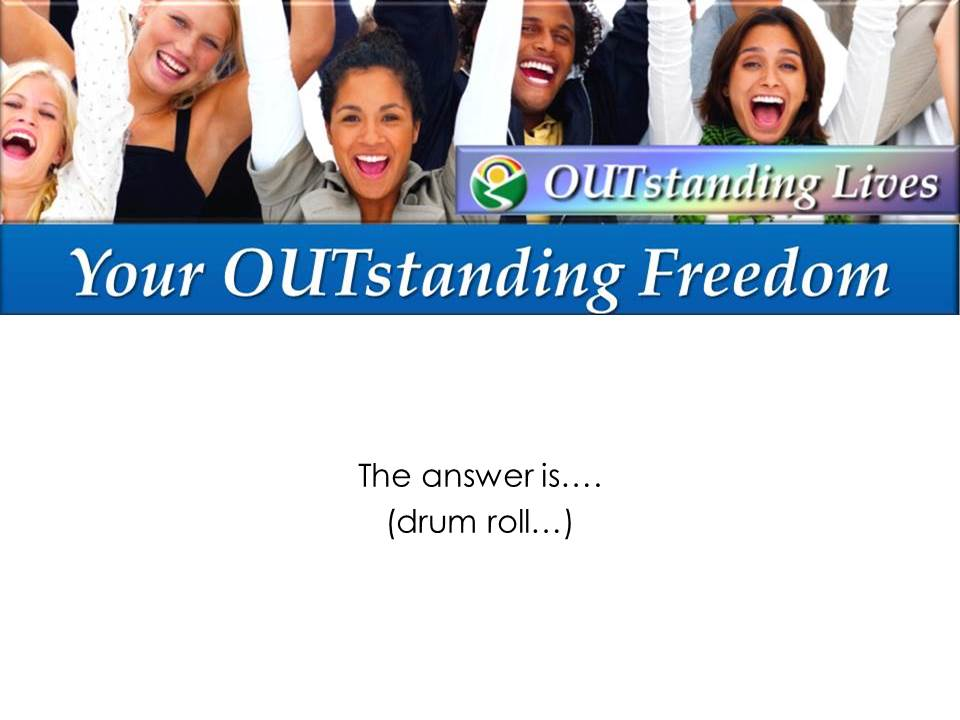 OUTstanding Lives
Your OUTstanding Freedom
The answer is….
(drum roll…)